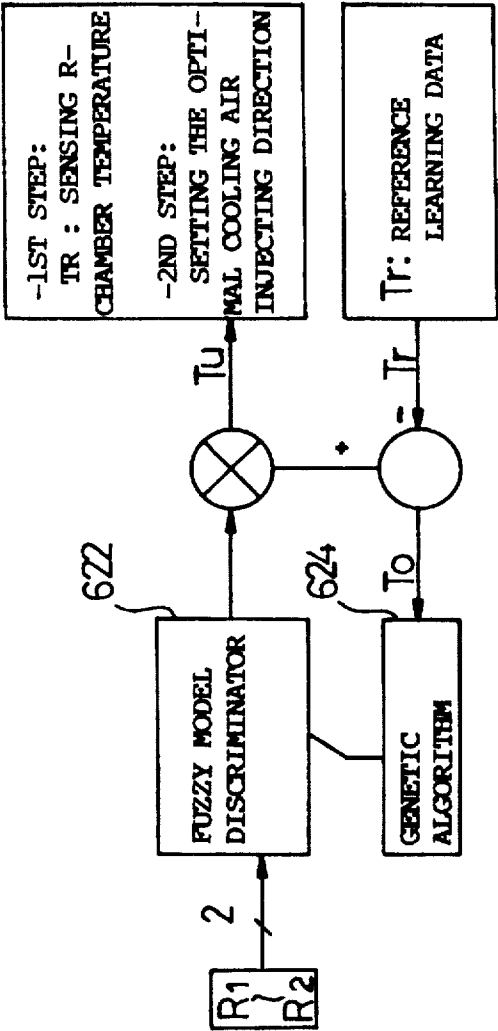 R1
~
R2
2
622
FUZZY MODEL
DISCRIMINATOR
Tu
-1ST STEP:
TR : SENSING R-
CHAMBER TEMPERATURE
-2ND STEP:
SETTING THE OPTI-
MAL COOLING AIR
INJECTING DIRECTION
+
-
624
GENETIC
ALGORITHM
To
Tr
Tr: REFERENCE
LEARNING DATA